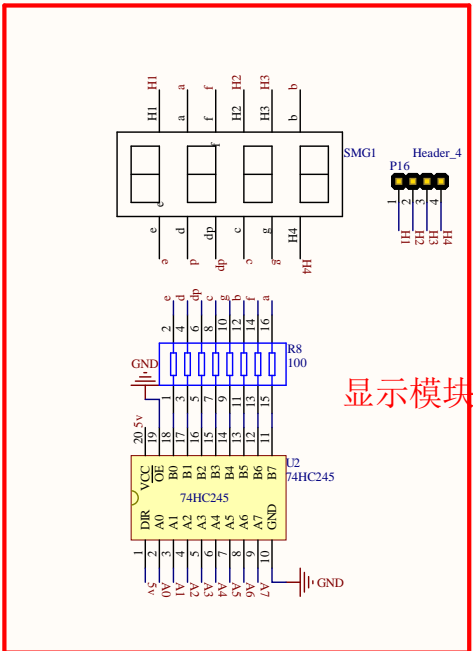 H1 a f H2 H3 b
H1 a f H2 H3 b
SMG1
f
e
e d dp c g H4
e d dp c g H4
Header_4
P16
1 2 3 4
H1 H2 H3 H4
e d dp c g b f a
2 4 6 8 10 12 14 16
R8
100
GND
显示模块
1 3 5 7 9 11 13 15
5v
20 19 18 17 16 15 14 13 12 11
U2
74HC245
VCC OE B0 B1 B2 B3 B4 B5 B6 B7
74HC245
DIR A0 A1 A2 A3 A4 A5 A6 A7 GND
1 2 3 4 5 6 7 8 9 10
5v A0 A1 A2 A3 A4 A5 A6 A7
GND